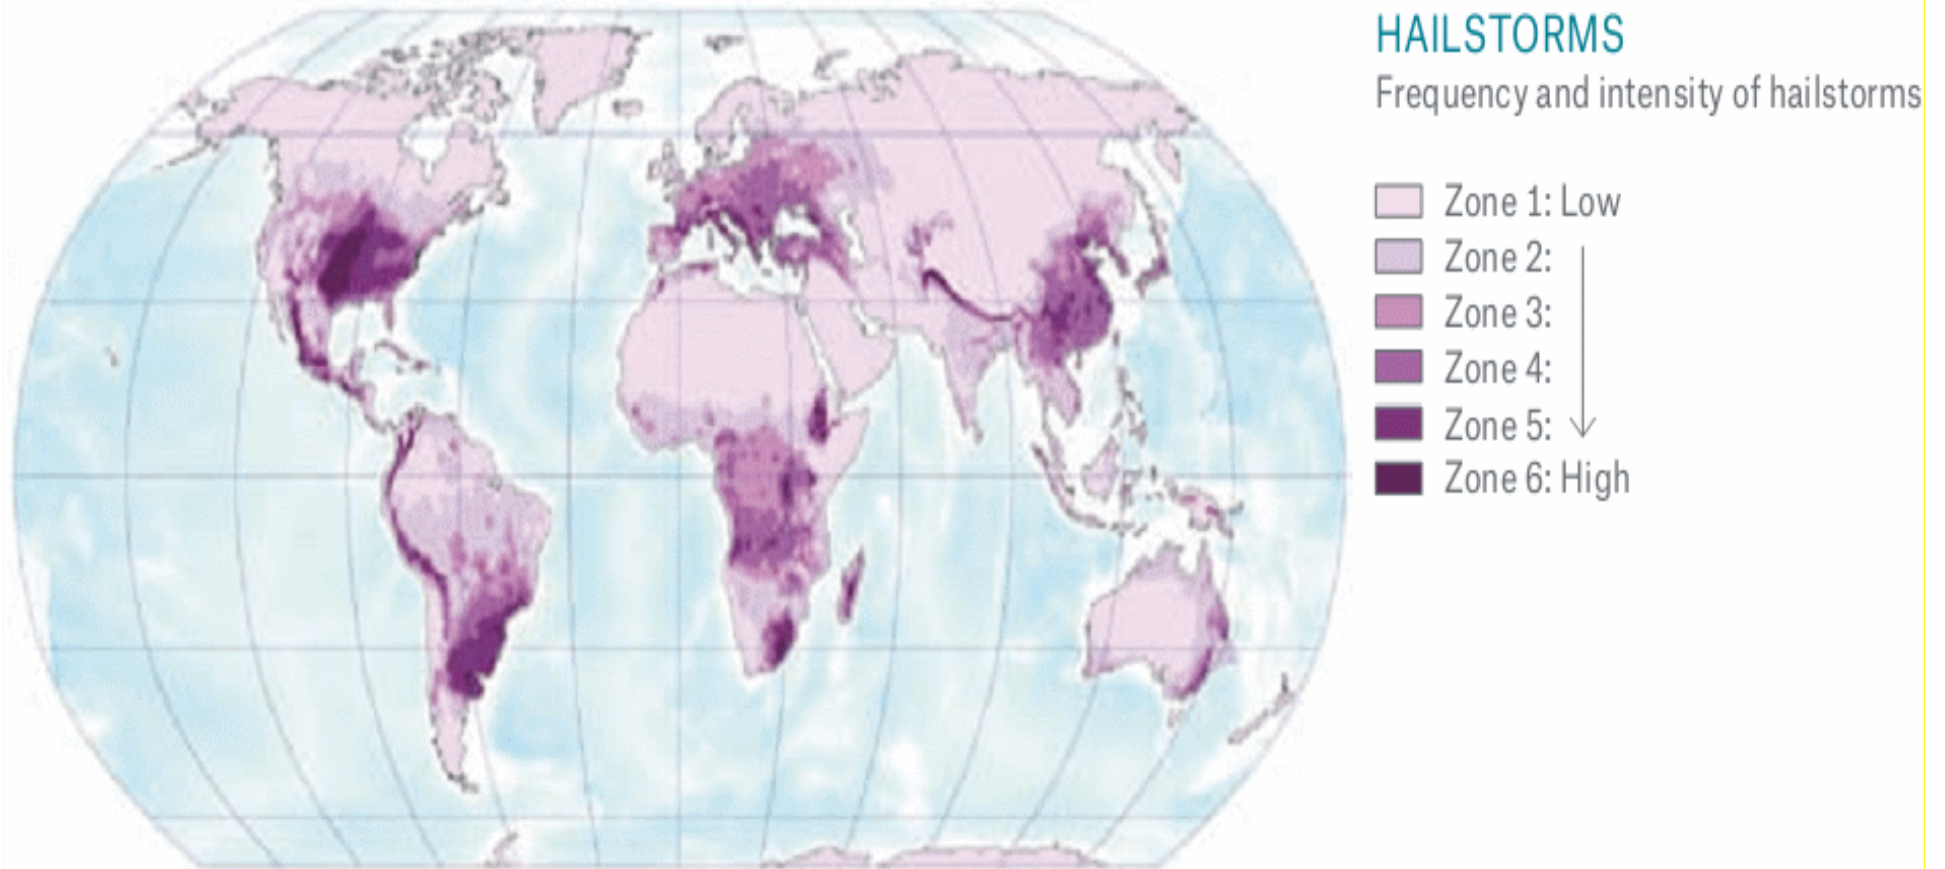 HAILSTORMS
Frequency and intensity of hailstorms
Zone 1: Low
Zone 2:
Zone 3:
Zone 4:
Zone 5:
Zone 6: High